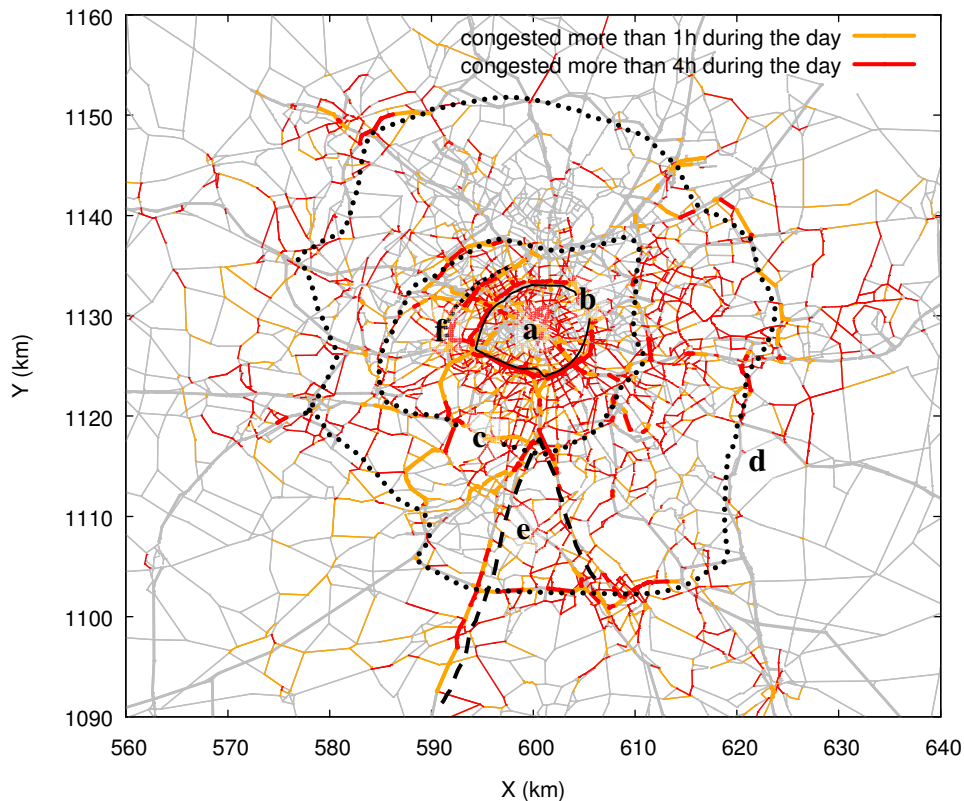 1160
congested more than 1h during the day
congested more than 4h during the day
1150
1140
1130
b
f
a
1120
c
d
1110
e
1100
1090
560 570 580 590 600 610 620 630 640
Y (km)
X (km)